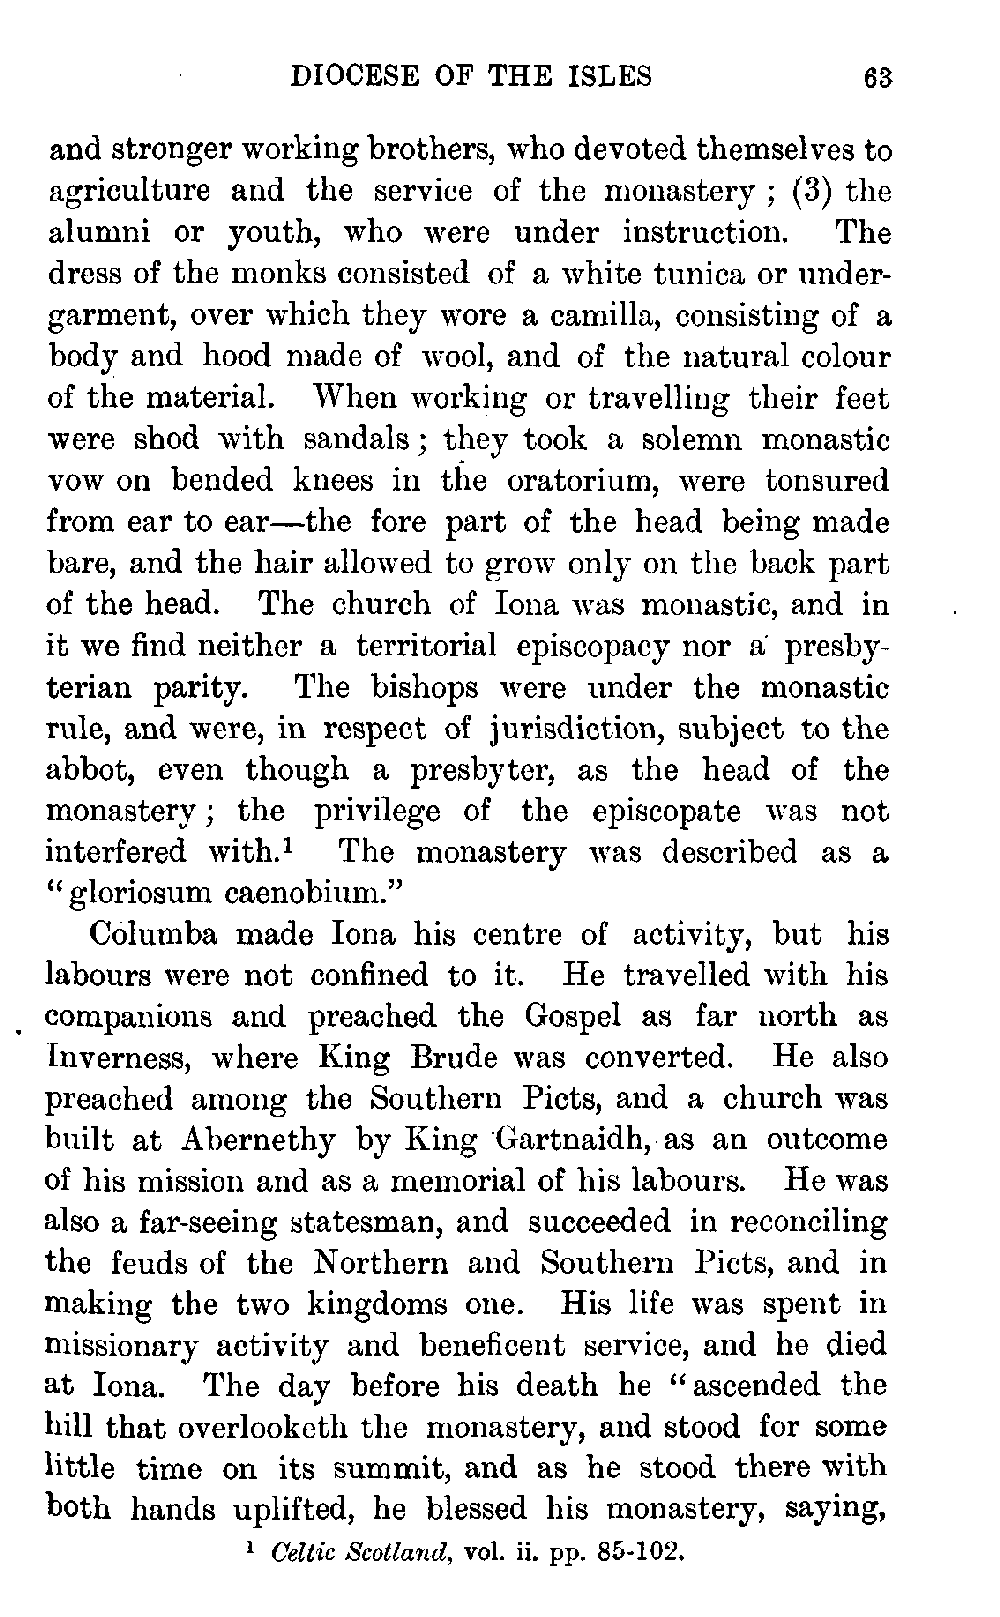 DIOCESE OF THE ISLES 63
and stronger working brothers, who devoted themselves to
agriculture and the service of the monastery ; (3) the
alumni or youth, who were under instruction. The
dress of the monks consisted of a white tunica or under-
garment, over which they wore a camilla, consisting of a
body and hood made of wool, and of the natural colour
of the material. When working or travelling their feet
were shod with sandals ; they took a solemn monastic
vow on bended knees in the oratorium, were tonsured
from ear to ear—the fore part of the head being made
bare, and the hair allowed to grow only on the back part
of the head. The church of Iona was monastic, and in
it we find neither a territorial episcopacy nor a presby-
terian parity. The bishops were under the monastic
rule, and were, in respect of jurisdiction, subject to the
abbot, even though a presbyter, as the head of the
monastery ; the privilege of the episcopate was not
interfered with.¹ The monastery was described as a
“gloriosum caenobium.”
Columba made Iona his centre of activity, but his
labours were not confined to it. He travelled with his
companions and preached the Gospel as far north as
Inverness, where King Brude was converted. He also
preached among the Southern Picts, and a church was
built at Abernethy by King Gartnaidh, as an outcome
of his mission and as a memorial of his labours. He was
also a far-seeing statesman, and succeeded in reconciling
the feuds of the Northern and Southern Picts, and in
making the two kingdoms one. His life was spent in
missionary activity and beneficent service, and he died
at Iona. The day before his death he “ascended the
hill that overlooketh the monastery, and stood for some
little time on its summit, and as he stood there with
both hands uplifted, he blessed his monastery, saying,
¹ Celtic Scotland, vol. ii. pp. 85-102.